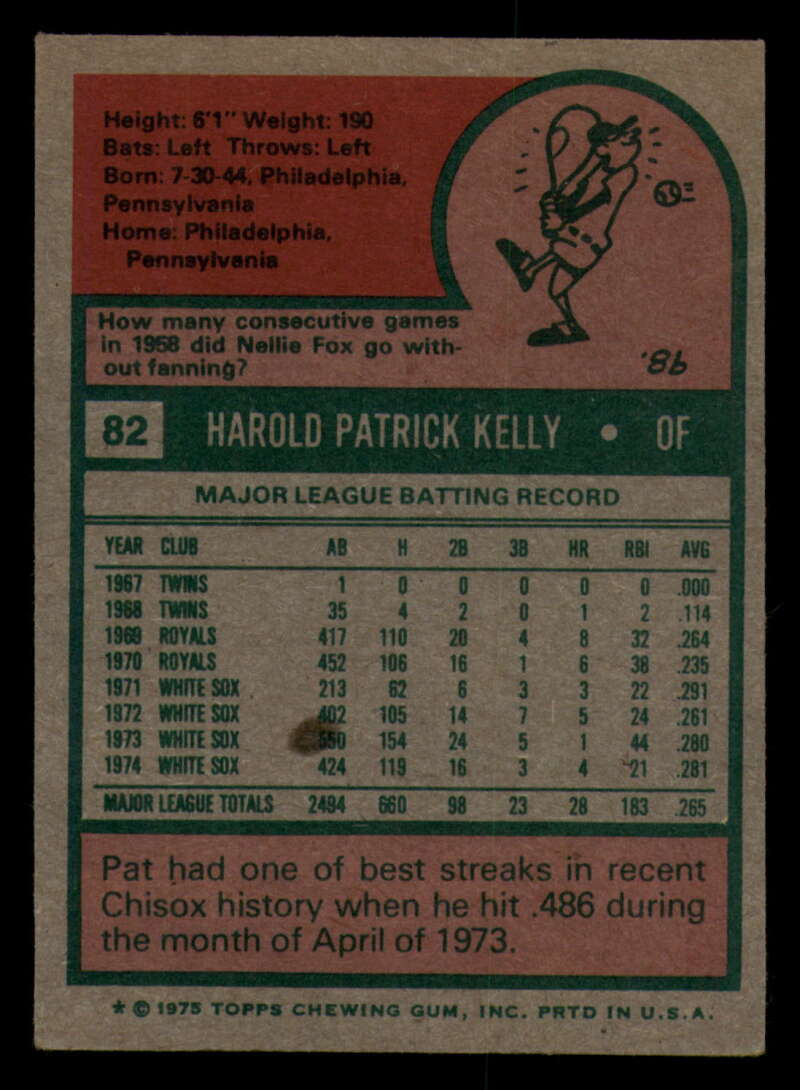 Height: 6'1" Weight: 190
Bats: Left Throws: Left
Born: 7-30-44, Philadelphia,
Pennsylvania
Home: Philadelphia,
Pennsylvania
How many consecutive games
in 1958 did Nellie Fox go with-
out fanning?
'86
82 HAROLD PATRICK KELLY • OF
MAJOR LEAGUE BATTING RECORD
YEAR CLUB AB H 2B 3B HR RBI AVG
1967 TWINS 1 0 0 0 0 0 .000
1968 TWINS 35 4 2 0 1 2 .114
1969 ROYALS 417 110 20 4 8 32 .264
1970 ROYALS 452 106 16 1 6 38 .235
1971 WHITE SOX 213 62 6 3 3 22 .291
1972 WHITE SOX 402 105 14 7 5 24 .261
1973 WHITE SOX 550 154 24 5 1 44 .280
1974 WHITE SOX 424 119 16 3 4 21 .281
MAJOR LEAGUE TOTALS 2494 660 98 23 28 183 .265
Pat had one of best streaks in recent
Chisox history when he hit .486 during
the month of April of 1973.
* © 1975 TOPPS CHEWING GUM, INC. PRTD IN U.S.A.